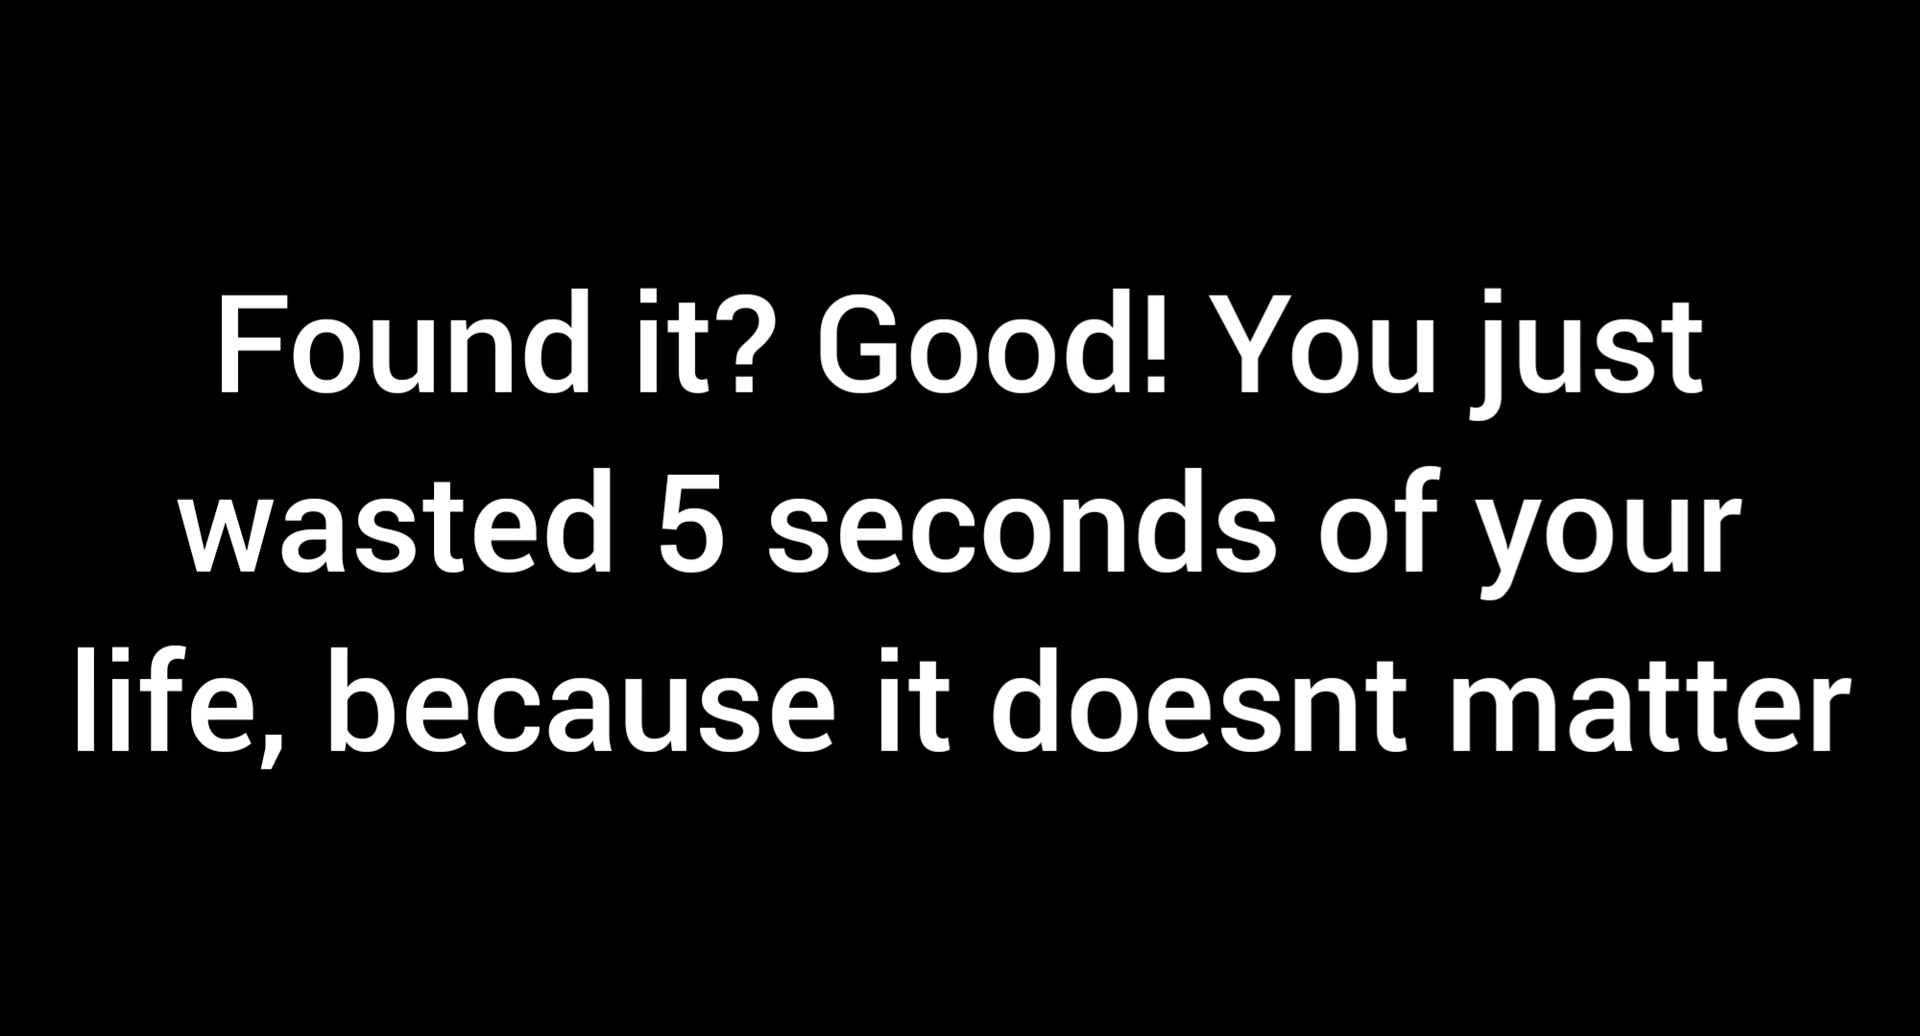 Found it? Good! You just
wasted 5 seconds of your
life, because it doesnt matter